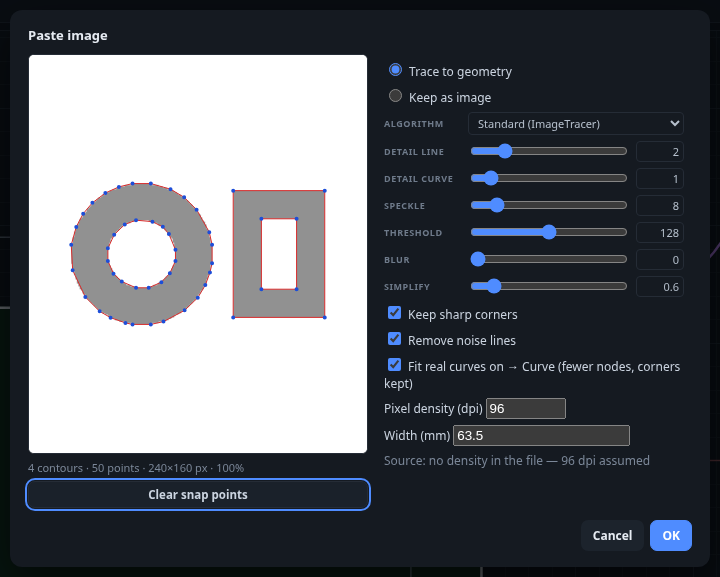 Paste image
Trace to geometry
Keep as image
ALGORITHM Standard (ImageTracer)
DETAIL LINE 2
DETAIL CURVE 1
SPECKLE 8
THRESHOLD 128
BLUR 0
SIMPLIFY 0.6
Keep sharp corners
Remove noise lines
Fit real curves on → Curve (fewer nodes, corners
kept)
Pixel density (dpi) 96
Width (mm) 63.5
Source: no density in the file — 96 dpi assumed
4 contours · 50 points · 240×160 px · 100%
Clear snap points
Cancel OK